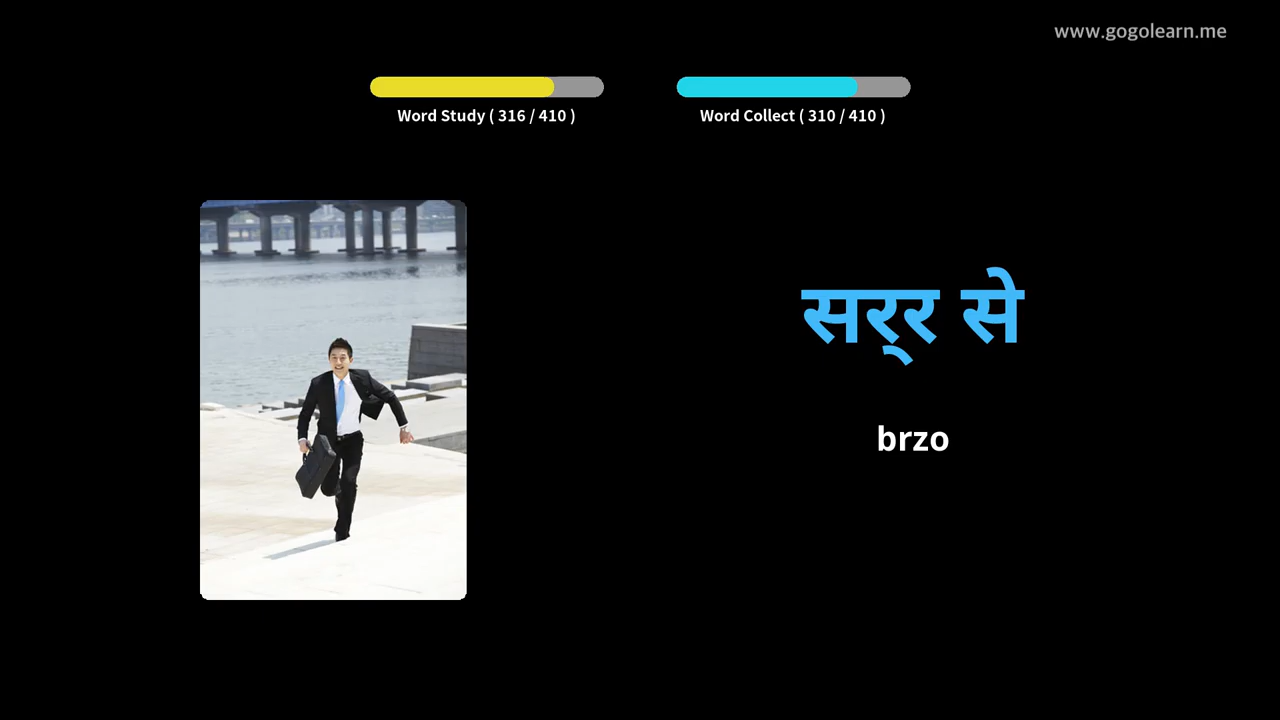 www.gogolearn.me
Word Study ( 316 / 410 )
Word Collect ( 310 / 410 )
सर्‌र से
brzo